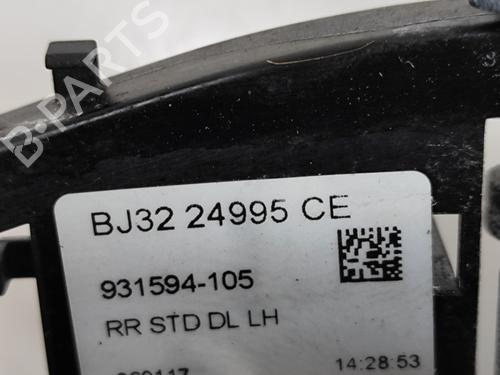 B-PARTS
BJ32 24995 CE
931594-105
RR STD DL LH
14:28:53